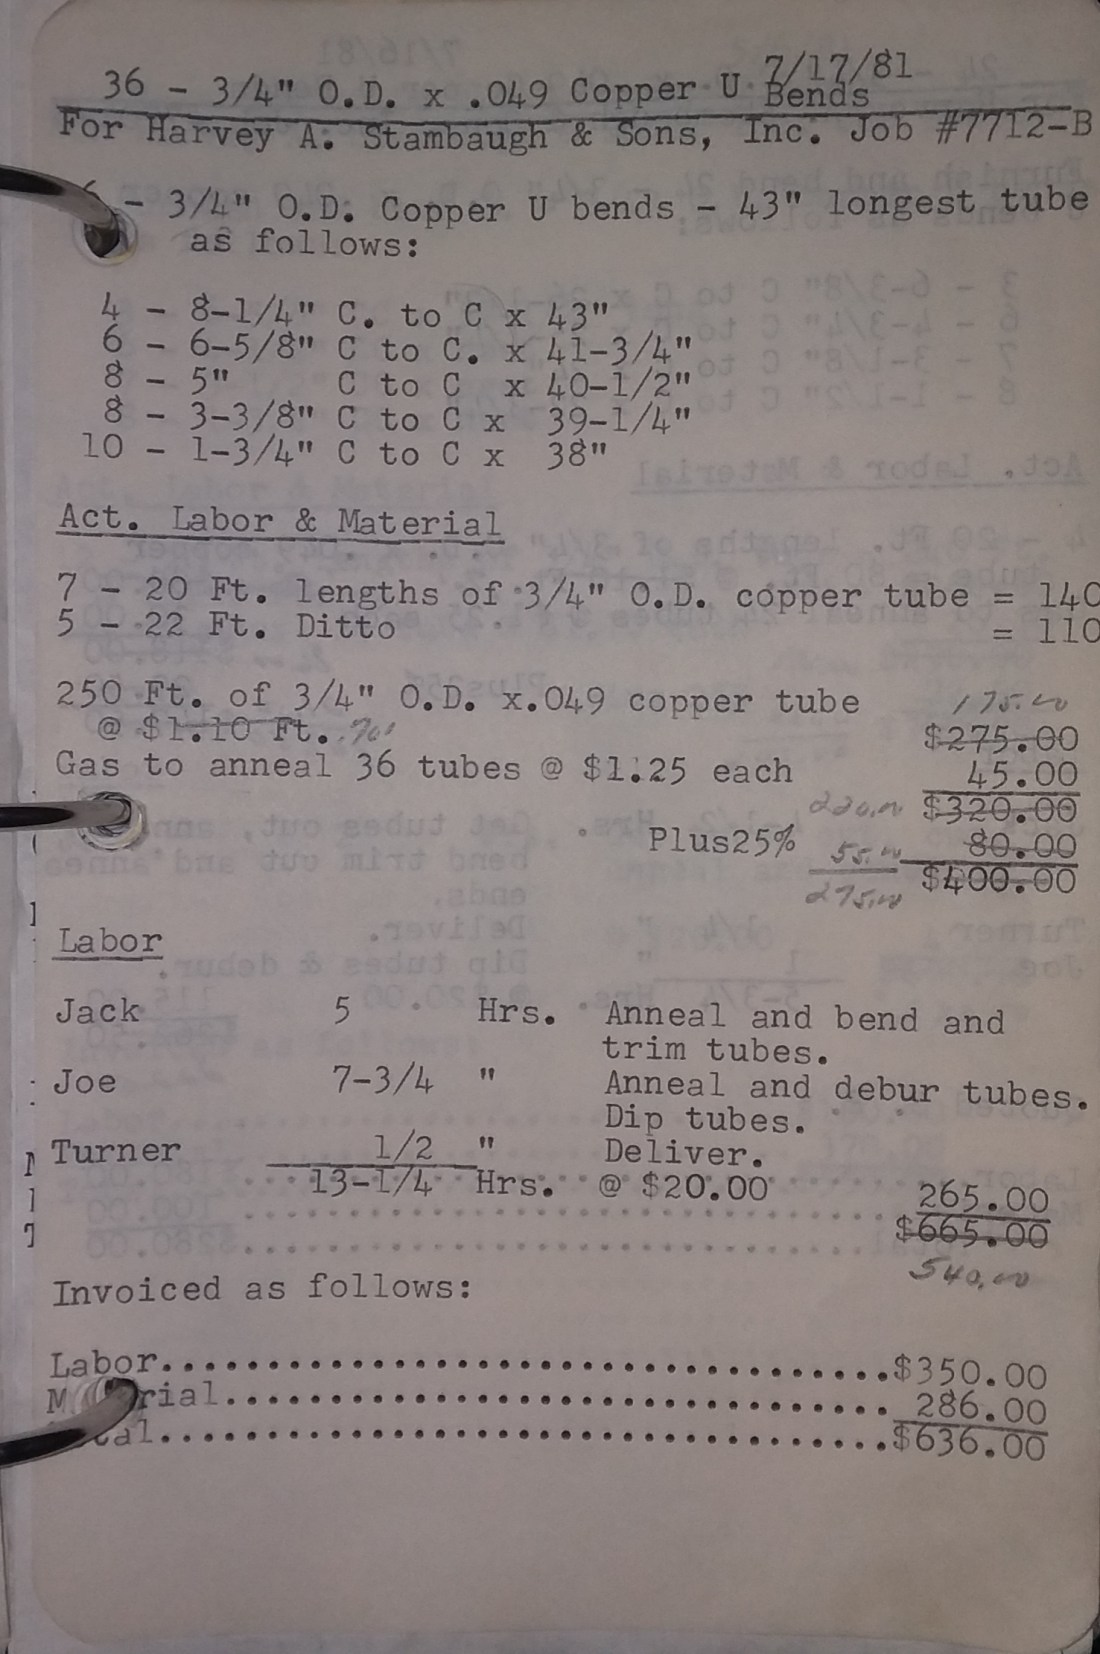 7/17/81
36 - 3/4" O.D. x .049 Copper U Bends
For Harvey A. Stambaugh & Sons, Inc. Job #7712-B
- 3/4" O.D. Copper U bends - 43" longest tube
as follows:
4 - 8-1/4" C. to C x 43"
6 - 6-5/8" C to C. x 41-3/4"
8 - 5" C to C x 40-1/2"
8 - 3-3/8" C to C x 39-1/4"
10 - 1-3/4" C to C x 38"
Act. Labor & Material
7 - 20 Ft. lengths of 3/4" O.D. copper tube = 140
5 - 22 Ft. Ditto = 110
250 Ft. of 3/4" O.D. x.049 copper tube 175.00
@ $1.10 Ft. .70 $275.00
Gas to anneal 36 tubes @ $1.25 each 45.00
220.00 $320.00
Plus25% 55.00 80.00
275.00 $400.00
Labor
Jack 5 Hrs. Anneal and bend and
trim tubes.
Joe 7-3/4 " Anneal and debur tubes.
Dip tubes.
Turner 1/2 " Deliver.
13-1/4 Hrs. @ $20.00 265.00
$665.00
540.00
Invoiced as follows:
Labor..................................$350.00
Material............................... 286.00
Total..................................$636.00